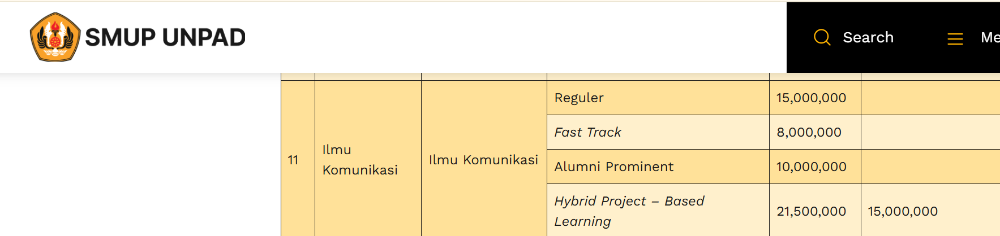 SMUP UNPAD
Search
Me
11
Ilmu
Komunikasi
Ilmu Komunikasi
Reguler
15,000,000
Fast Track
8,000,000
Alumni Prominent
10,000,000
Hybrid Project – Based
Learning
21,500,000
15,000,000